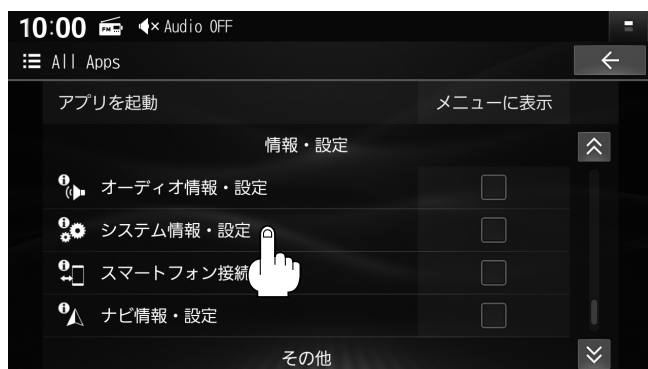 10:00 FM Audio OFF
All Apps
アプリを起動 メニューに表示
情報・設定
オーディオ情報・設定
システム情報・設定
スマートフォン接続
ナビ情報・設定
その他